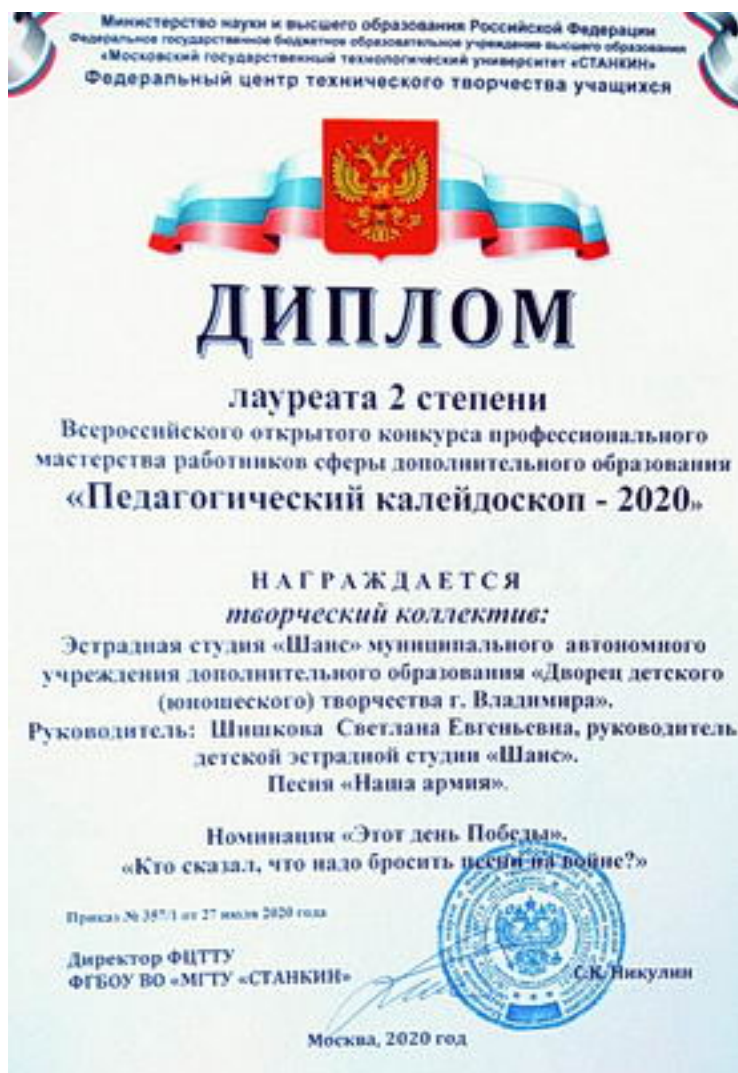 Министерство науки и высшего образования Российской Федерации
Федеральное государственное бюджетное образовательное учреждение высшего образования
«Московский государственный технологический университет «СТАНКИН»
Федеральный центр технического творчества учащихся
ДИПЛОМ
лауреата 2 степени
Всероссийского открытого конкурса профессионального
мастерства работников сферы дополнительного образования
«Педагогический калейдоскоп - 2020»
НАГРАЖДАЕТСЯ
творческий коллектив:
Эстрадная студия «Шанс» муниципального автономного
учреждения дополнительного образования «Дворец детского
(юношеского) творчества г. Владимира».
Руководитель: Шишкова Светлана Евгеньевна, руководитель
детской эстрадной студии «Шанс».
Песня «Наша армия».
Номинация «Этот день Победы».
«Кто сказал, что надо бросить песни на войне?»
Приказ № 357/1 от 27 июля 2020 года
Директор ФЦТТУ
ФГБОУ ВО «МГТУ «СТАНКИН»
С.К. Никулин
Москва, 2020 год